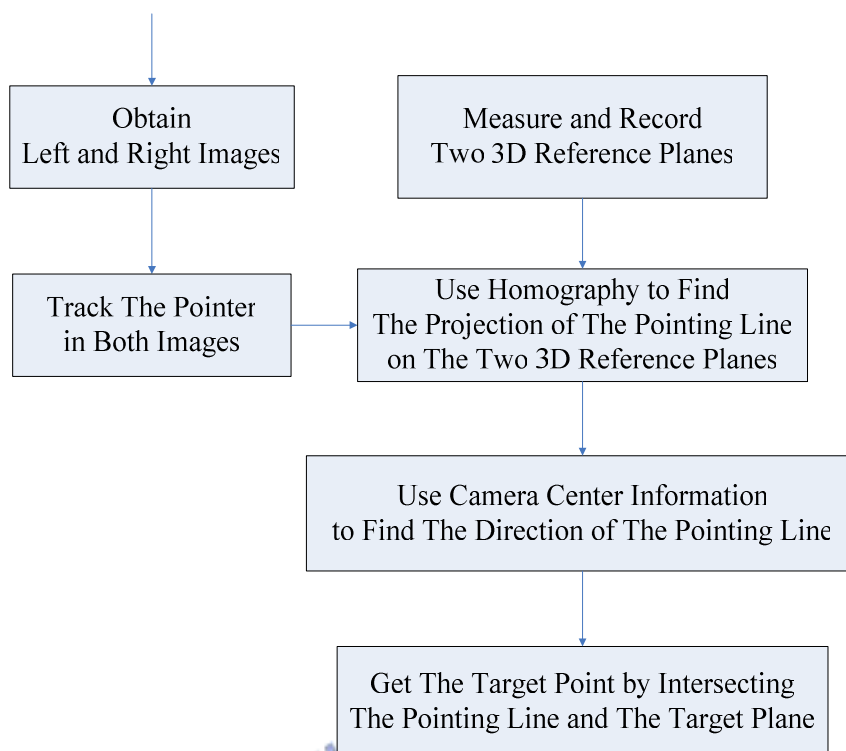 Obtain
Left and Right Images
Measure and Record
Two 3D Reference Planes
Track The Pointer
in Both Images
Use Homography to Find
The Projection of The Pointing Line
on The Two 3D Reference Planes
Use Camera Center Information
to Find The Direction of The Pointing Line
Get The Target Point by Intersecting
The Pointing Line and The Target Plane